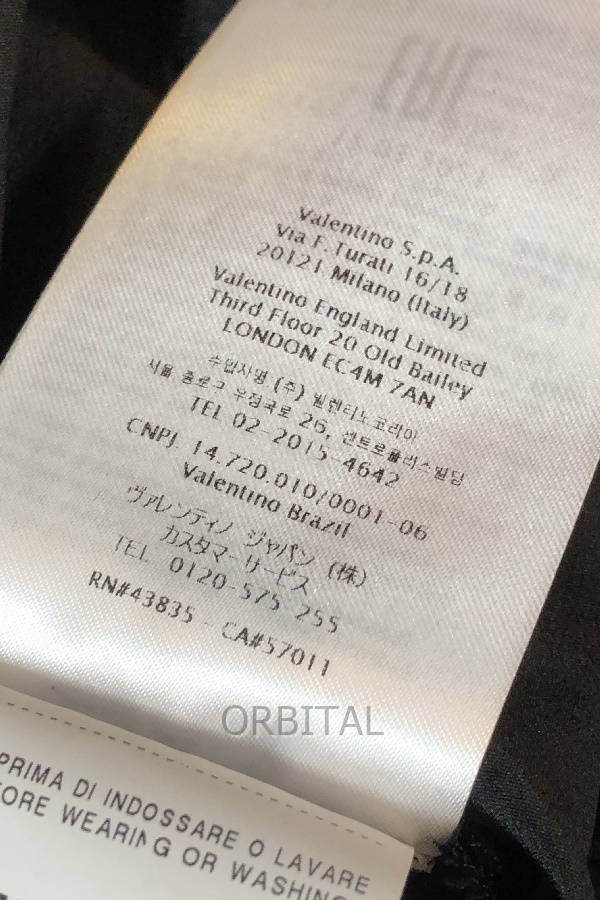 Valentino S.p.A.
Via F. Turati 16/18
20121 Milano (Italy)
Valentino England Limited
Third Floor 20 Old Bailey
LONDON EC4M 7AN
수입자명 (주) 발렌티노코리아
서울 종로구 우정국로 26, 센트로폴리스빌딩
TEL 02-2015-4642
CNPJ. 14.720.010/0001-06
Valentino Brazil
ヴァレンティノ ジャパン (株)
カスタマーサービス
TEL 0120-575-255
RN#43835 - CA#57011
ORBITAL
PRIMA DI INDOSSARE O LAVARE
WEARING OR WASHING